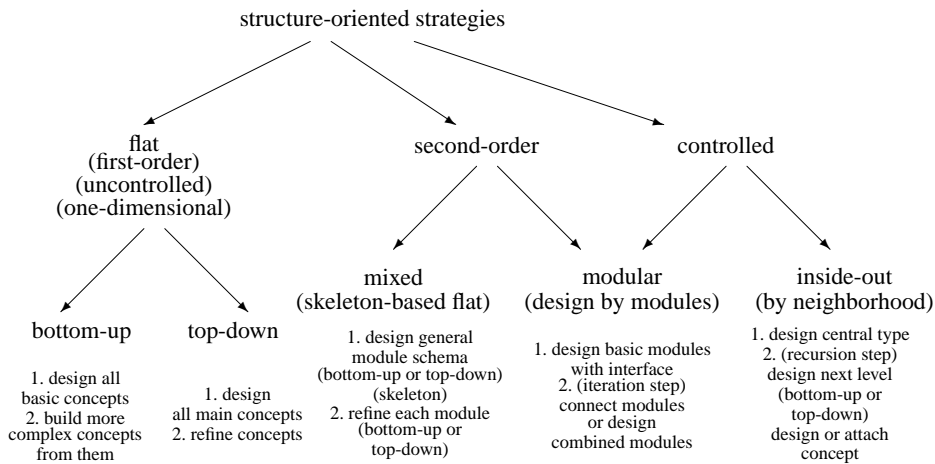 structure-oriented strategies
flat
(first-order)
(uncontrolled)
(one-dimensional)
second-order
controlled
bottom-up
1. design all
basic concepts
2. build more
complex concepts
from them
top-down
1. design
all main concepts
2. refine concepts
mixed
(skeleton-based flat)
1. design general
module schema
(bottom-up or top-down)
(skeleton)
2. refine each module
(bottom-up or
top-down)
modular
(design by modules)
1. design basic modules
with interface
2. (iteration step)
connect modules
or design
combined modules
inside-out
(by neighborhood)
1. design central type
2. (recursion step)
design next level
(bottom-up or
top-down)
design or attach
concept